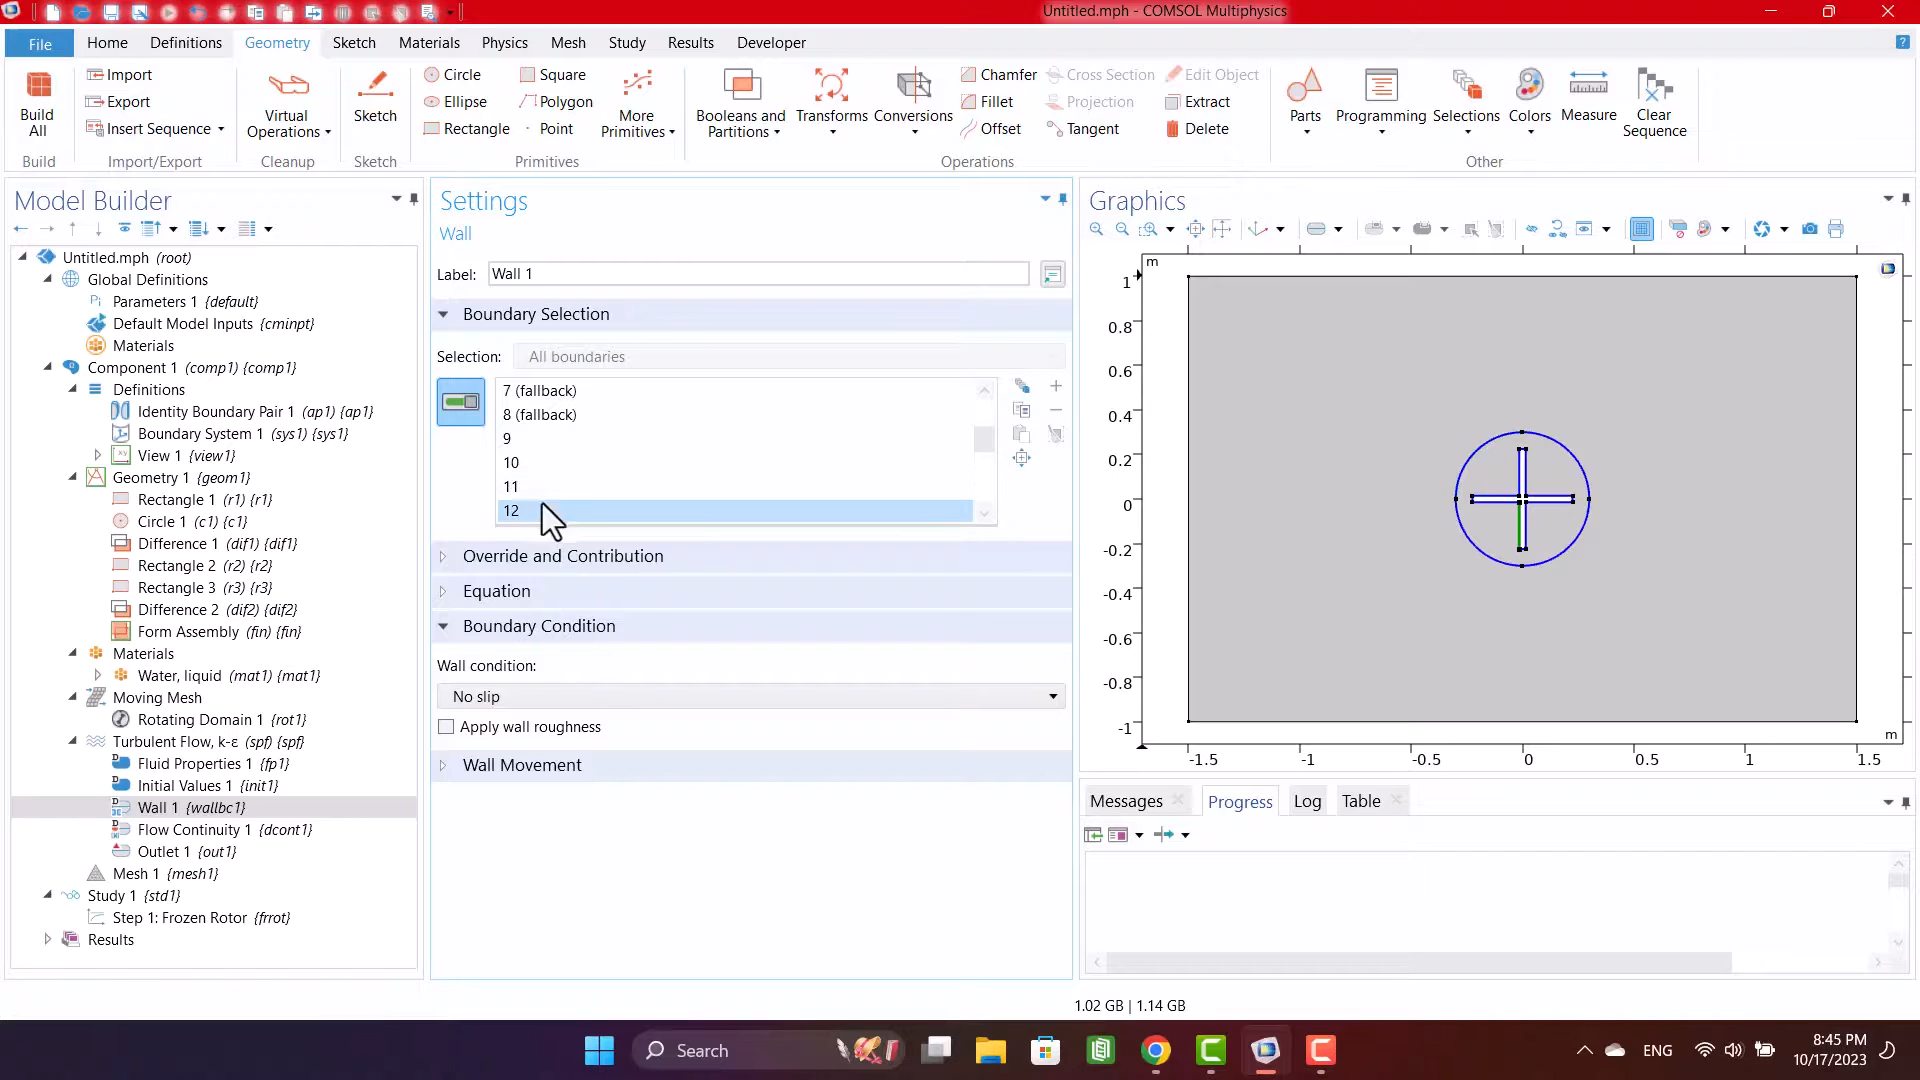 Untitled.mph - COMSOL Multiphysics
File Home Definitions Geometry Sketch Materials Physics Mesh Study Results Developer
Build All
Build
Import
Export
Insert Sequence
Import/Export
Virtual Operations
Cleanup
Sketch
Sketch
Circle Square
Ellipse Polygon
Rectangle Point
More Primitives
Primitives
Booleans and Partitions
Transforms
Conversions
Chamfer Cross Section Edit Object
Fillet Projection Extract
Offset Tangent Delete
Operations
Parts
Programming
Selections
Colors
Measure
Clear Sequence
Other
Model Builder
Untitled.mph (root)
Global Definitions
Pi Parameters 1 {default}
Default Model Inputs {cminpt}
Materials
Component 1 (comp1) {comp1}
Definitions
Identity Boundary Pair 1 (ap1) {ap1}
Boundary System 1 (sys1) {sys1}
View 1 {view1}
Geometry 1 {geom1}
Rectangle 1 (r1) {r1}
Circle 1 (c1) {c1}
Difference 1 (dif1) {dif1}
Rectangle 2 (r2) {r2}
Rectangle 3 (r3) {r3}
Difference 2 (dif2) {dif2}
Form Assembly (fin) {fin}
Materials
Water, liquid (mat1) {mat1}
Moving Mesh
Rotating Domain 1 {rot1}
Turbulent Flow, k-ε (spf) {spf}
Fluid Properties 1 {fp1}
Initial Values 1 {init1}
Wall 1 {wallbc1}
Flow Continuity 1 {dcont1}
Outlet 1 {out1}
Mesh 1 {mesh1}
Study 1 {std1}
Step 1: Frozen Rotor {frrot}
Results
Settings
Wall
Label: Wall 1
Boundary Selection
Selection: All boundaries
7 (fallback)
8 (fallback)
9
10
11
12
Override and Contribution
Equation
Boundary Condition
Wall condition:
No slip
Apply wall roughness
Wall Movement
Graphics
m
1
0.8
0.6
0.4
0.2
0
-0.2
-0.4
-0.6
-0.8
-1
m
-1.5 -1 -0.5 0 0.5 1 1.5
Messages Progress Log Table
1.02 GB | 1.14 GB
Search
ENG
8:45 PM
10/17/2023